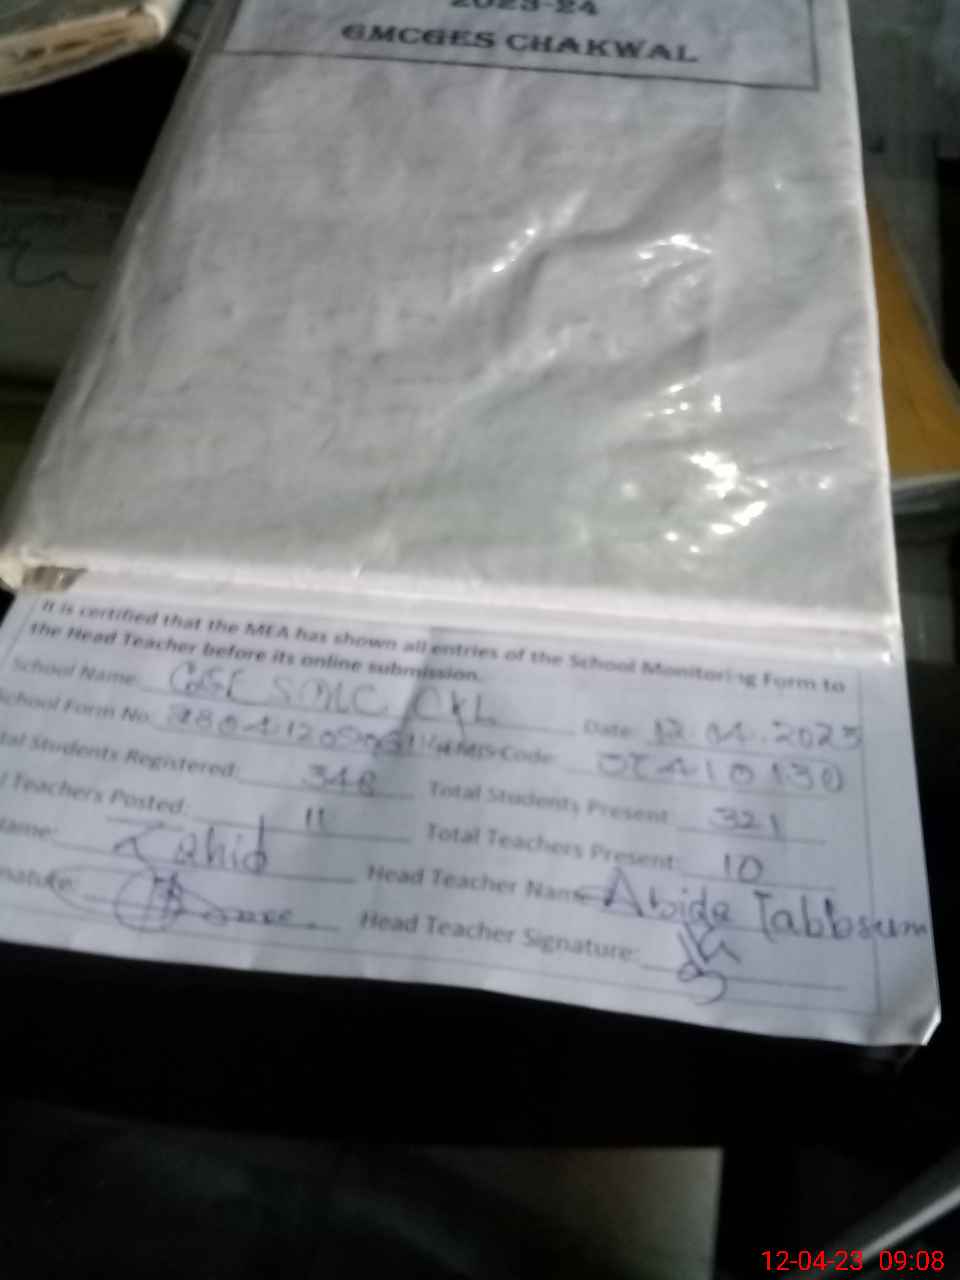 2023-24
GMCGES CHAKWAL
It is certified that the MEA has shown all entries of the School Monitoring Form to
the Head Teacher before its online submission.
School Name: CKL
Date: 12.04.2023
School Form No:
Code:
Students Registered: 348
Total Students Present: 321
Teachers Posted: 11
Total Teachers Present: 10
Zahid
Head Teacher Name Abida Tabbsum
Head Teacher Signature:
12-04-23 09:08